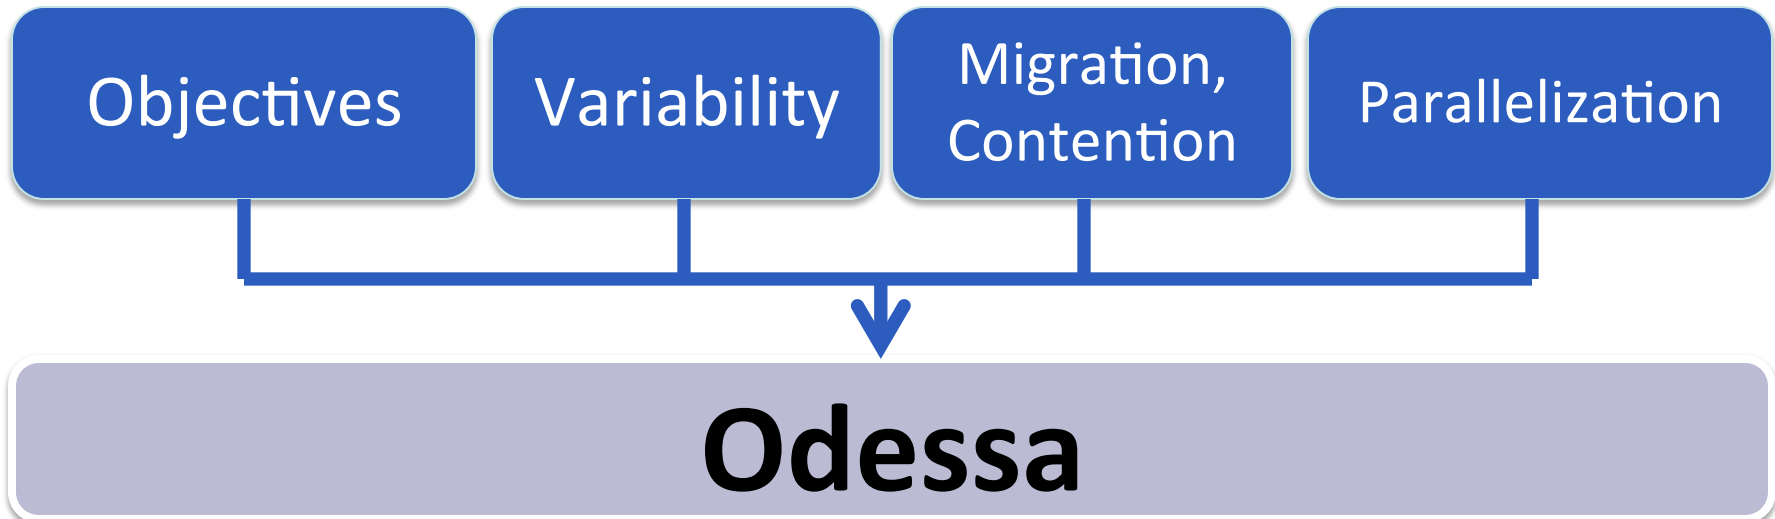 Objectives
Variability
Migration,
Contention
Parallelization
Odessa